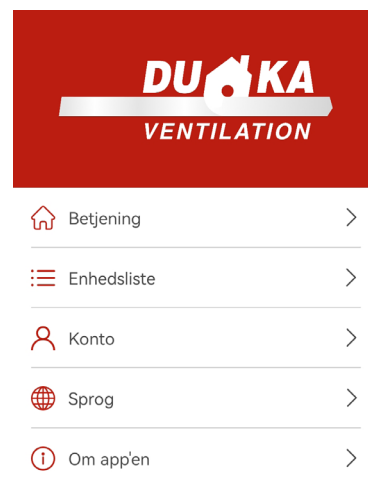 DUKA
VENTILATION
Betjening
Enhedsliste
Konto
Sprog
Om app'en